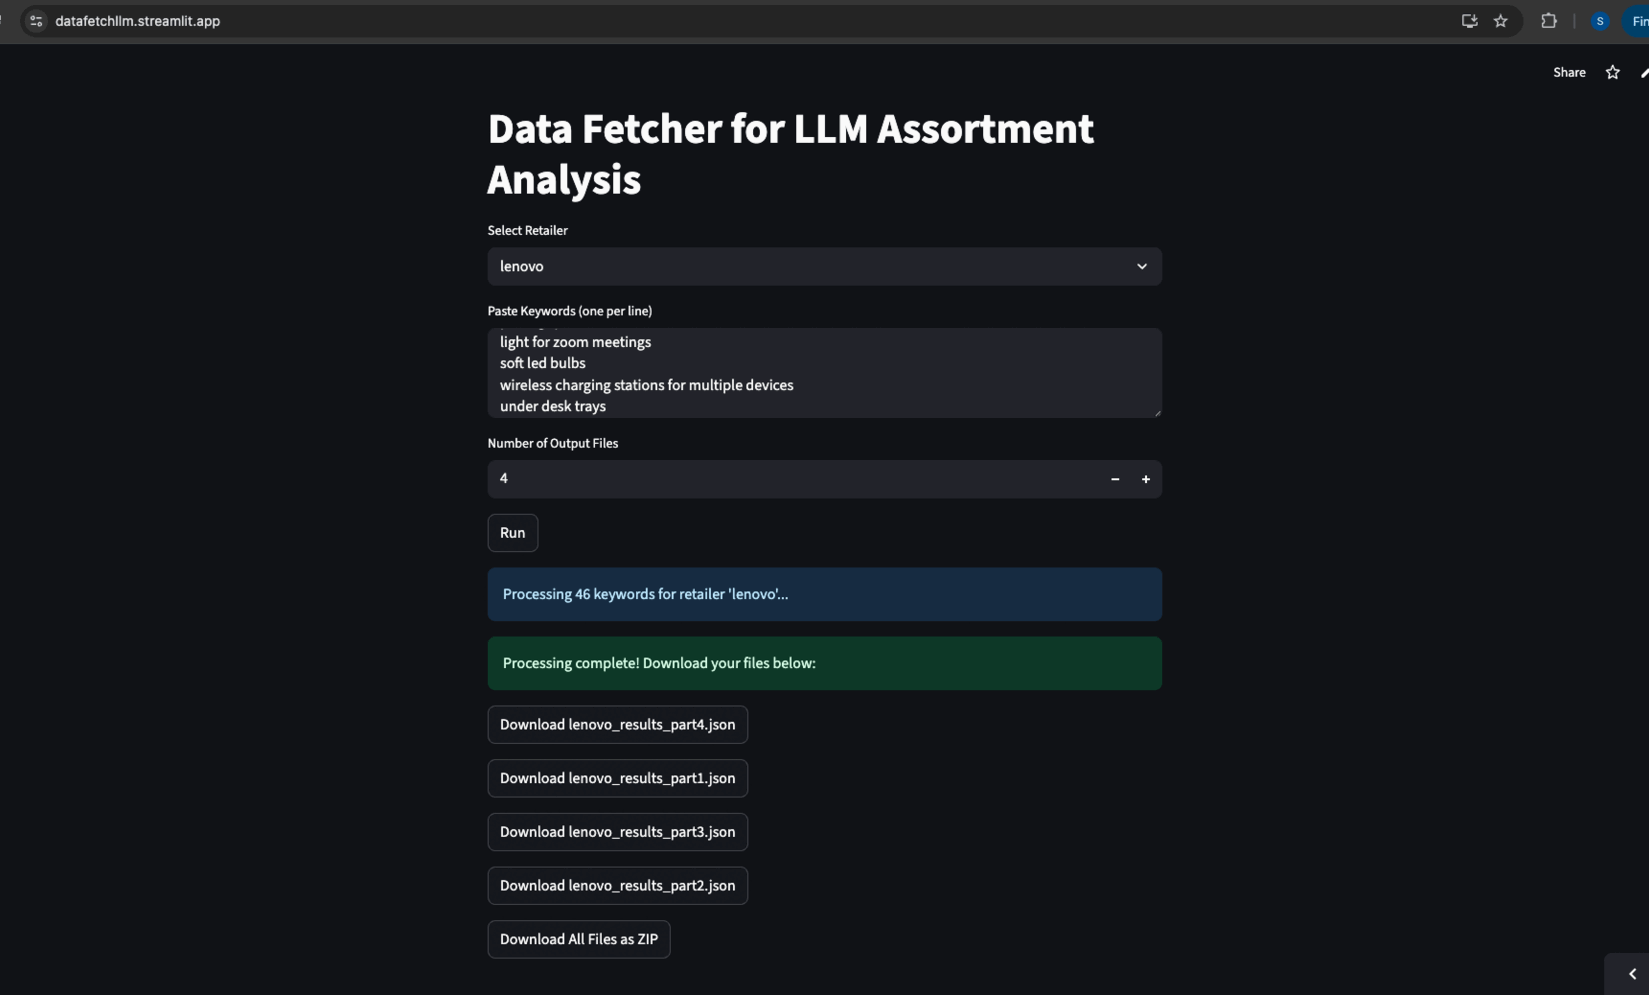 datafetchllm.streamlit.app
S
Share
Data Fetcher for LLM Assortment
Analysis
Select Retailer
lenovo
Paste Keywords (one per line)
light for zoom meetings
soft led bulbs
wireless charging stations for multiple devices
under desk trays
Number of Output Files
4
Run
Processing 46 keywords for retailer 'lenovo'...
Processing complete! Download your files below:
Download lenovo_results_part4.json
Download lenovo_results_part1.json
Download lenovo_results_part3.json
Download lenovo_results_part2.json
Download All Files as ZIP